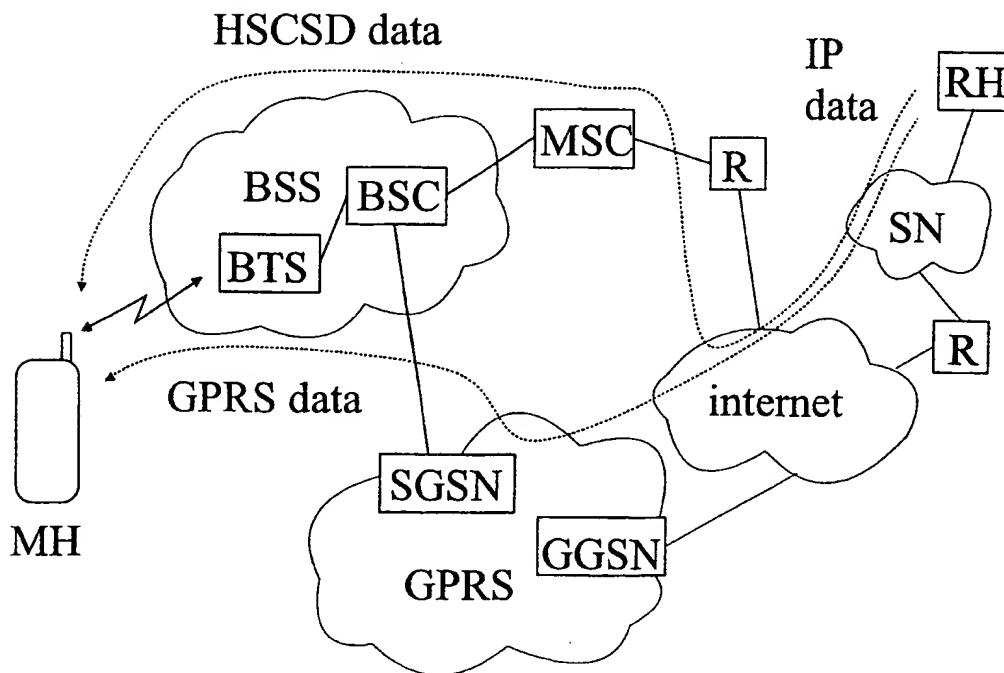 HSCSD data
IP
data
RH
MSC
R
BSS
BSC
SN
BTS
R
GPRS data
internet
SGSN
MH
GGSN
GPRS